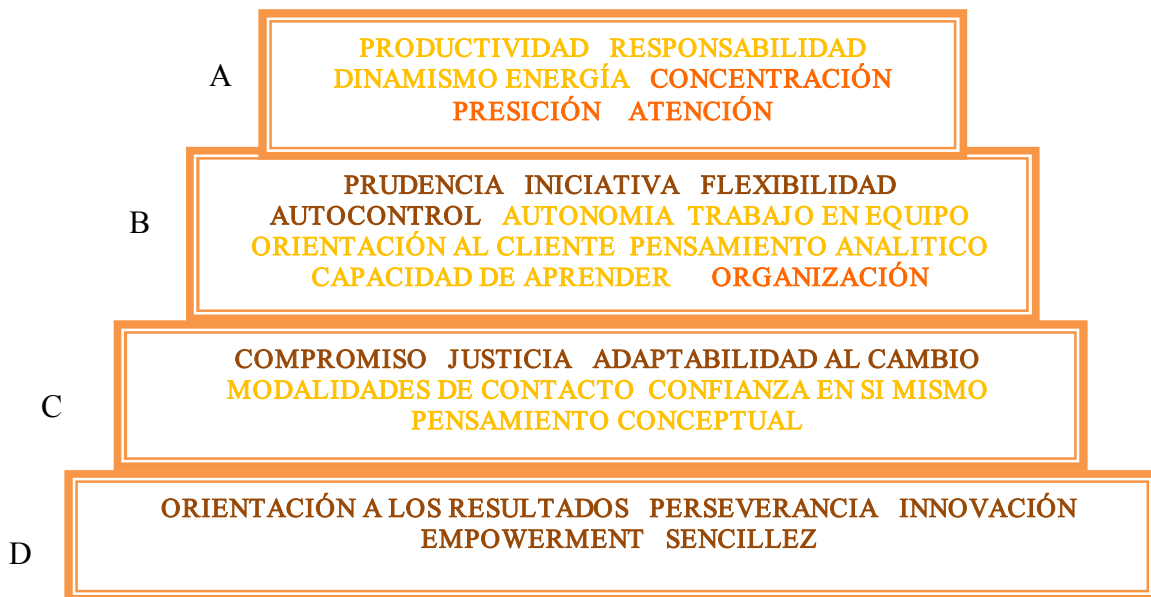 A
PRODUCTIVIDAD RESPONSABILIDAD
DINAMISMO ENERGÍA CONCENTRACIÓN
PRESICIÓN ATENCIÓN
B
PRUDENCIA INICIATIVA FLEXIBILIDAD
AUTOCONTROL AUTONOMIA TRABAJO EN EQUIPO
ORIENTACIÓN AL CLIENTE PENSAMIENTO ANALITICO
CAPACIDAD DE APRENDER ORGANIZACIÓN
C
COMPROMISO JUSTICIA ADAPTABILIDAD AL CAMBIO
MODALIDADES DE CONTACTO CONFIANZA EN SI MISMO
PENSAMIENTO CONCEPTUAL
D
ORIENTACIÓN A LOS RESULTADOS PERSEVERANCIA INNOVACIÓN
EMPOWERMENT SENCILLEZ